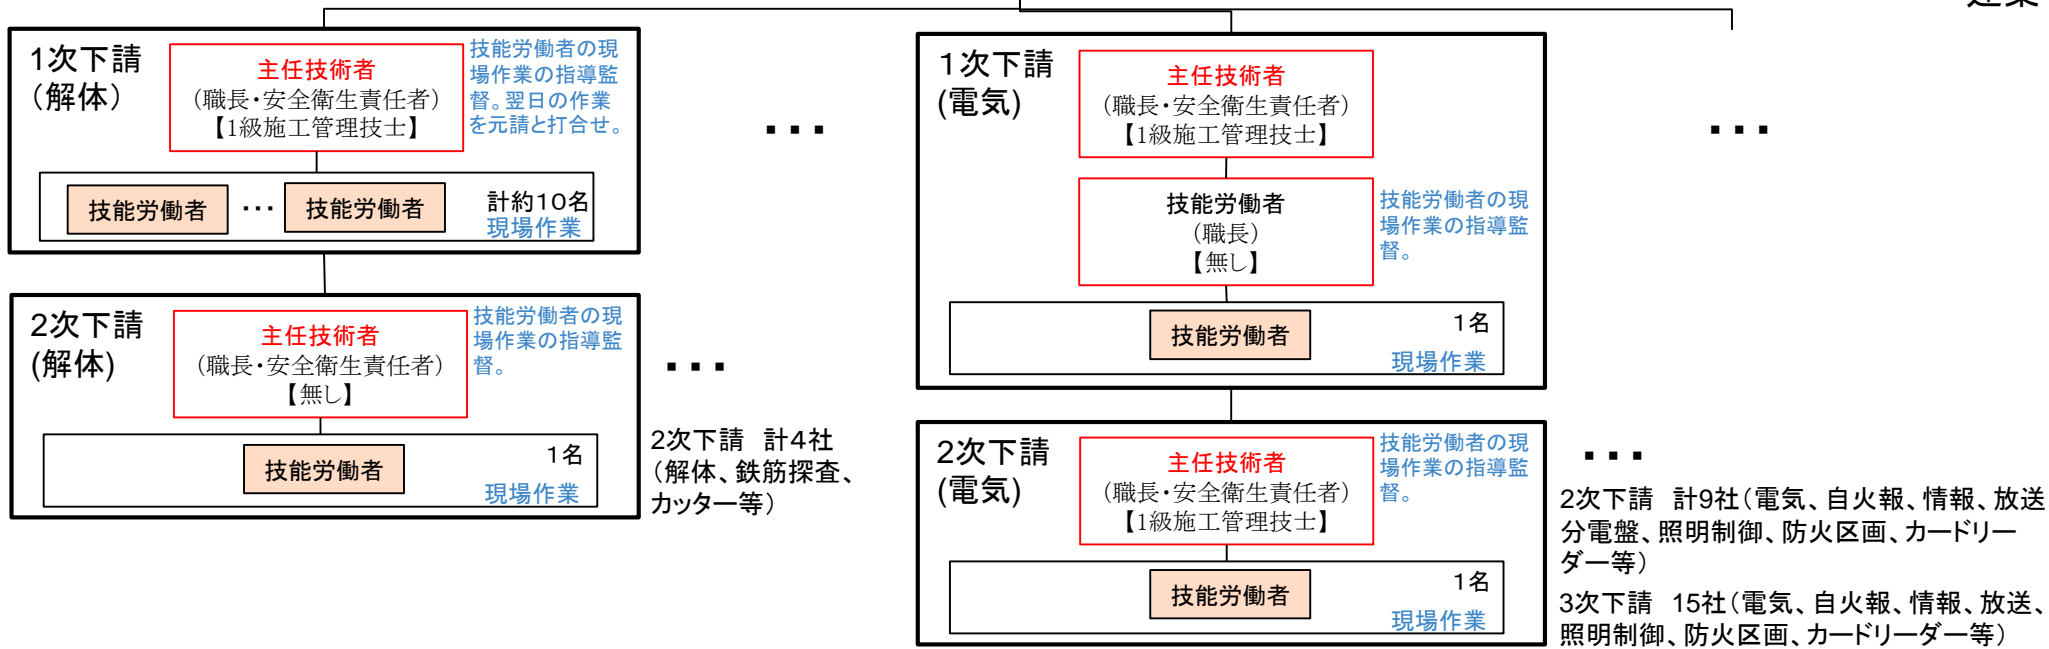 1次下請
（解体）
主任技術者
（職長・安全衛生責任者）
【1級施工管理技士】
技能労働者の現
場作業の指導監
督。翌日の作業
を元請と打合せ。
技能労働者
・・・
技能労働者
計約10名
現場作業
・・・
2次下請
(解体)
主任技術者
（職長・安全衛生責任者）
【無し】
技能労働者の現
場作業の指導監
督。
1名
技能労働者
現場作業
・・・
2次下請　計4社
（解体、鉄筋探査、
カッター等）
1次下請
(電気)
主任技術者
（職長・安全衛生責任者）
【1級施工管理技士】
技能労働者
（職長）
【無し】
技能労働者の現
場作業の指導監
督。
1名
技能労働者
現場作業
・・・
2次下請
(電気)
主任技術者
（職長・安全衛生責任者）
【1級施工管理技士】
技能労働者の現
場作業の指導監
督。
1名
技能労働者
現場作業
・・・
2次下請　計9社（電気、自火報、情報、放送
分電盤、照明制御、防火区画、カードリー
ダー等）
3次下請　15社（電気、自火報、情報、放送、
照明制御、防火区画、カードリーダー等）